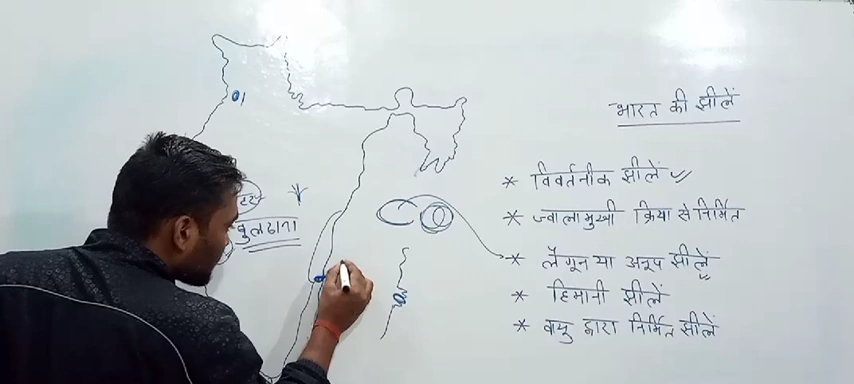 भारत की झीलें
* विवर्तनीक झीलें
* ज्वालामुखी क्रिया से निर्मित
* लैगून या अनूप झीलें
* हिमानी झीलें
* वायु द्वारा निर्मित झीलें
बुलढाना